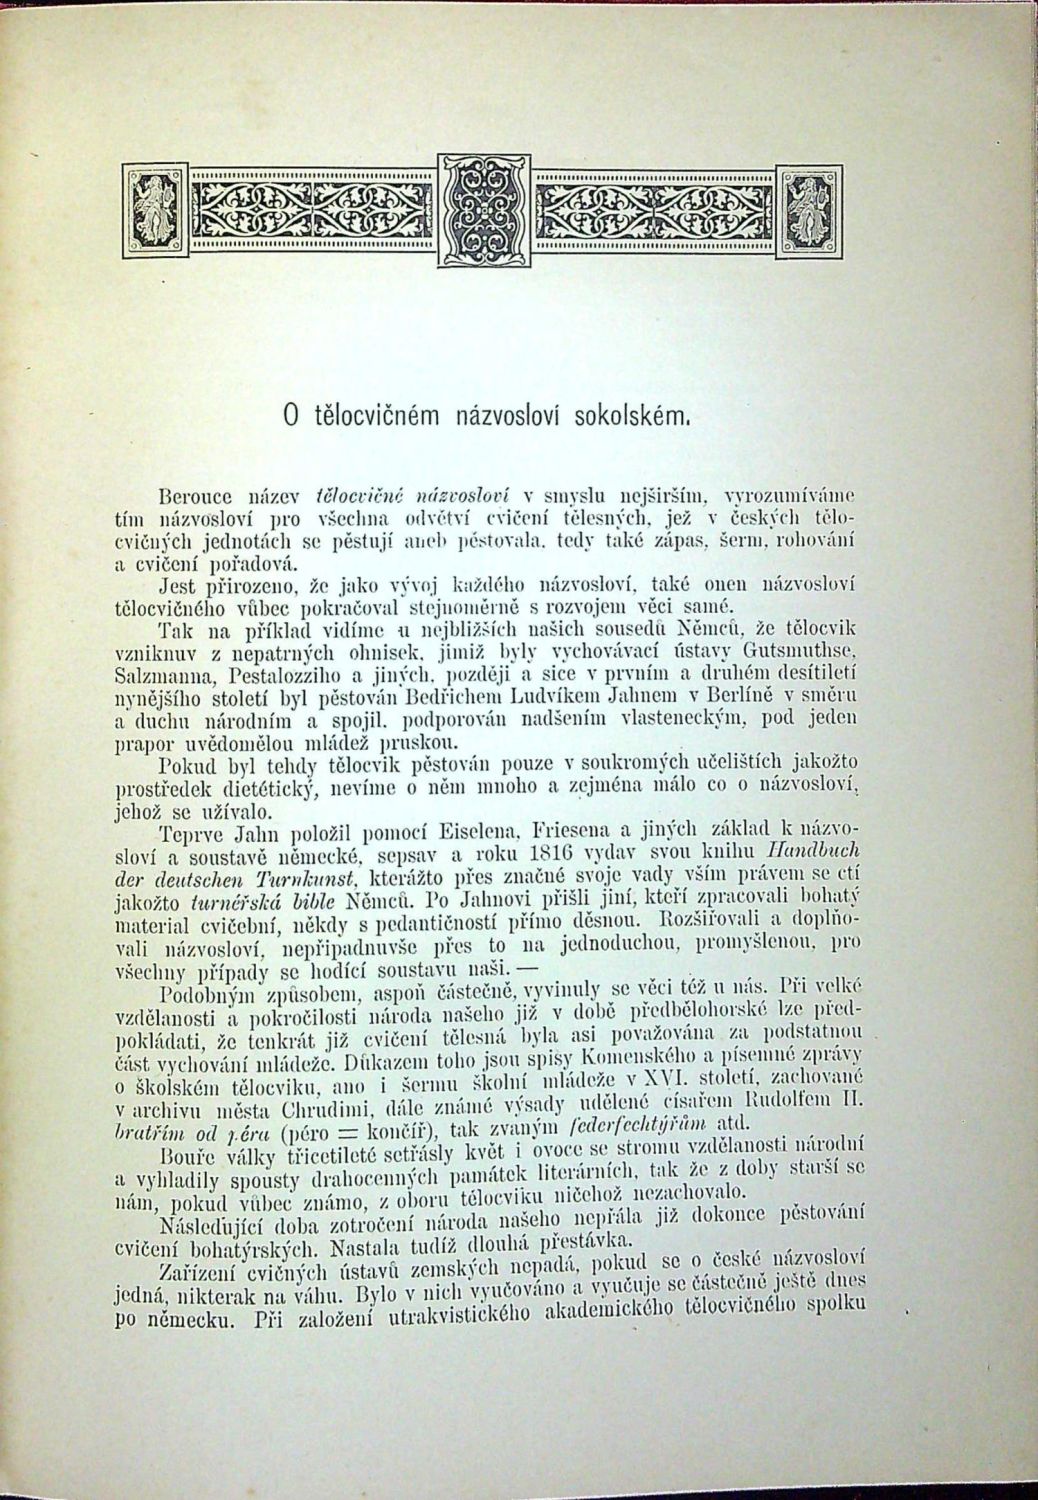 O tělocvičném názvosloví sokolském.
Berouce název tělocvičné názvosloví v smyslu nejširším, vyrozumíváme
tím názvosloví pro všechna odvětví cvičení tělesných, jež v českých tělo-
cvičných jednotách se pěstují aneb pěstovala, tedy také zápas, šerm, rohování
a cvičení pořadová.
Jest přirozeno, že jako vývoj každého názvosloví, také onen názvosloví
tělocvičného vůbec pokračoval stejnoměrně s rozvojem věci samé.
Tak na příklad vidíme u nejbližších našich sousedů Němců, že tělocvik
vzniknuv z nepatrných ohnisek, jimiž byly vychovávací ústavy Gutsmuthse,
Salzmanna, Pestalozziho a jiných, později a sice v prvním a druhém desítiletí
nynějšího století byl pěstován Bedřichem Ludvíkem Jahnem v Berlíně v směru
a duchu národním a spojil, podporován nadšením vlasteneckým, pod jeden
prapor uvědomělou mládež pruskou.
Pokud byl tehdy tělocvik pěstován pouze v soukromých učelištích jakožto
prostředek dietétický, nevíme o něm mnoho a zejména málo co o názvosloví,
jehož se užívalo.
Teprve Jahn položil pomocí Eiselena, Friesena a jiných základ k názvo-
sloví a soustavě německé, sepsav a roku 1816 vydav svou knihu Handbuch
der deutschen Turnkunst, kterážto přes značné svoje vady vším právem se ctí
jakožto turnéřská bible Němců. Po Jahnovi přišli jiní, kteří zpracovali bohatý
material cvičební, někdy s pedantičností přímo děsnou. Rozšiřovali a doplňo-
vali názvosloví, nepřipadnuvše přes to na jednoduchou, promyšlenou, pro
všechny případy se hodící soustavu naši. —
Podobným způsobem, aspoň částečně, vyvinuly se věci též u nás. Při velké
vzdělanosti a pokročilosti národa našeho již v době předbělohorské lze před-
pokládati, že tenkrát již cvičení tělesná byla asi považována za podstatnou
část vychování mládeže. Důkazem toho jsou spisy Komenského a písemné zprávy
o školském tělocviku, ano i šermu školní mládeže v XVI. století, zachované
v archivu města Chrudimi, dále známé výsady udělené císařem Rudolfem II.
bratřím od péra (péro = končíř), tak zvaným federfechtýřům atd.
Bouře války třicetileté setřásly květ i ovoce se stromu vzdělanosti národní
a vyhladily spousty drahocenných památek literárních, tak že z doby starší se
nám, pokud vůbec známo, z oboru tělocviku ničehož nezachovalo.
Následující doba zotročení národa našeho nepřála již dokonce pěstování
cvičení bohatýrských. Nastala tudíž dlouhá přestávka.
Zařízení cvičných ústavů zemských nepadá, pokud se o české názvosloví
jedná, nikterak na váhu. Bylo v nich vyučováno a vyučuje se částečně ještě dnes
po německu. Při založení utrakvistického akademického tělocvičného spolku